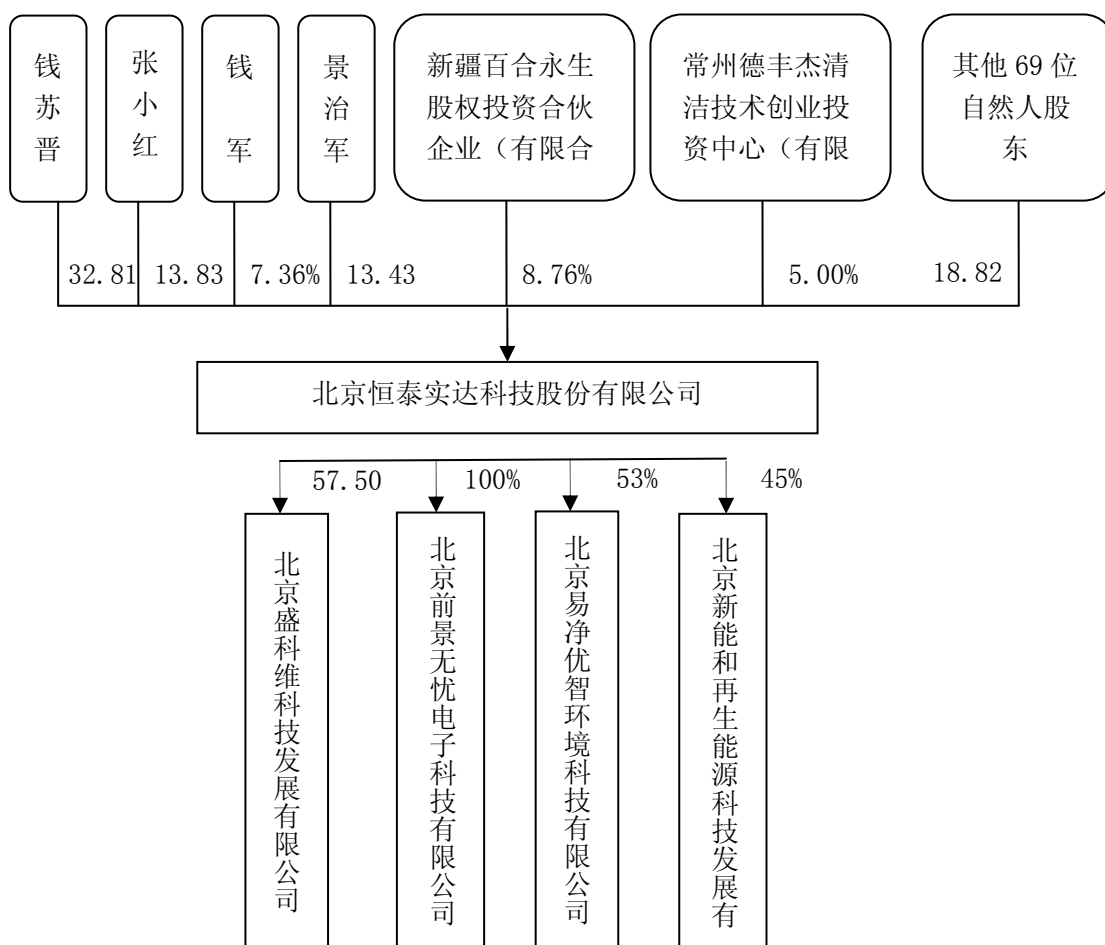 钱苏晋
张小红
钱军
景治军
新疆百合永生
股权投资合伙
企业（有限合
常州德丰杰清
洁技术创业投
资中心（有限
其他 69 位
自然人股
东
32.81
13.83
7.36%
13.43
8.76%
5.00%
18.82
北京恒泰实达科技股份有限公司
57.50
100%
53%
45%
北京盛科维科技发展有限公司
北京前景无忧电子科技有限公司
北京易净优智环境科技有限公司
北京新能和再生能源科技发展有